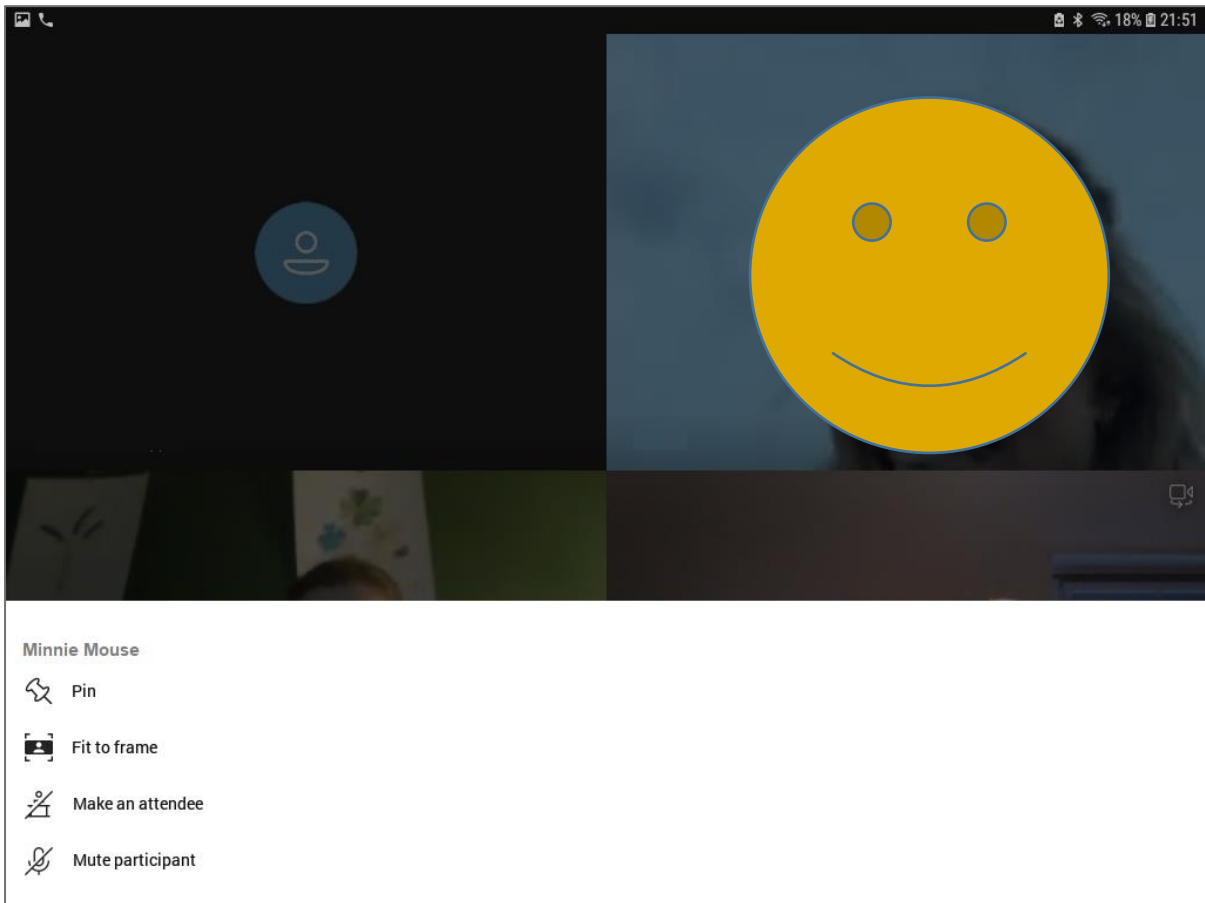 18% 21:51
Minnie Mouse
Pin
Fit to frame
Make an attendee
Mute participant